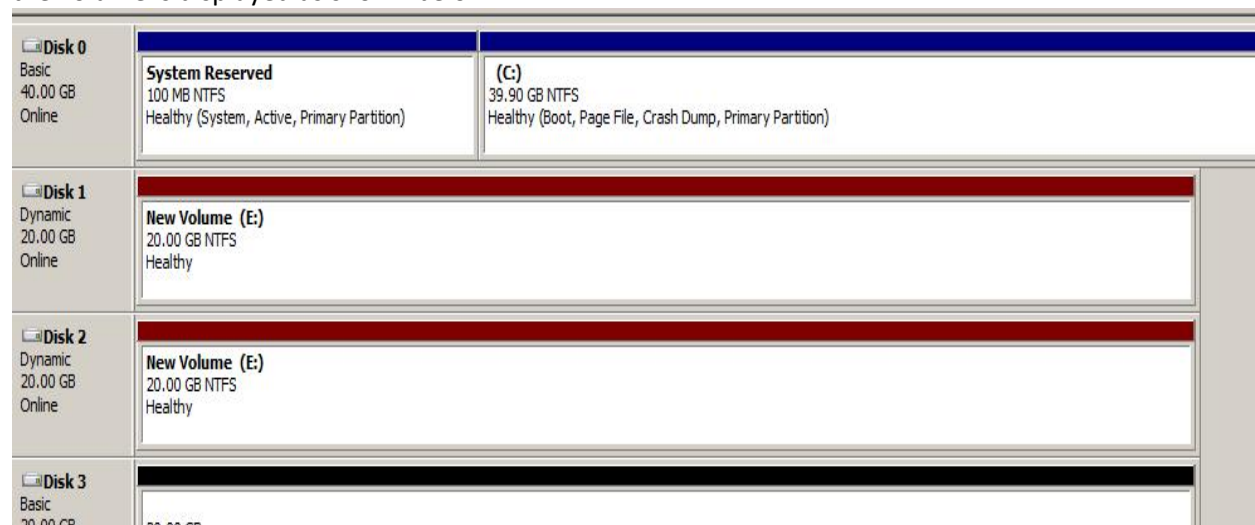 Disk 0
Basic
40.00 GB
Online
System Reserved
100 MB NTFS
Healthy (System, Active, Primary Partition)
(C:)
39.90 GB NTFS
Healthy (Boot, Page File, Crash Dump, Primary Partition)
Disk 1
Dynamic
20.00 GB
Online
New Volume (E:)
20.00 GB NTFS
Healthy
Disk 2
Dynamic
20.00 GB
Online
New Volume (E:)
20.00 GB NTFS
Healthy
Disk 3
Basic
20.00 GB